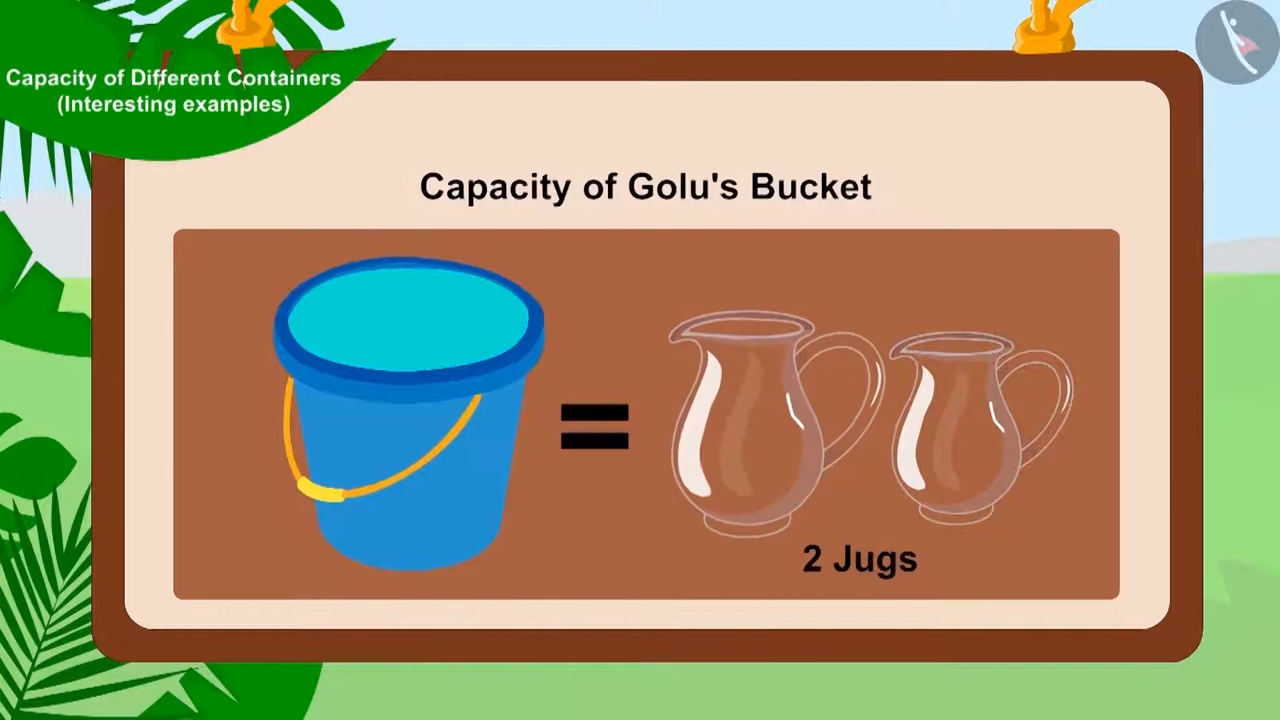 Capacity of Different Containers
(Interesting examples)
Capacity of Golu's Bucket
2 Jugs